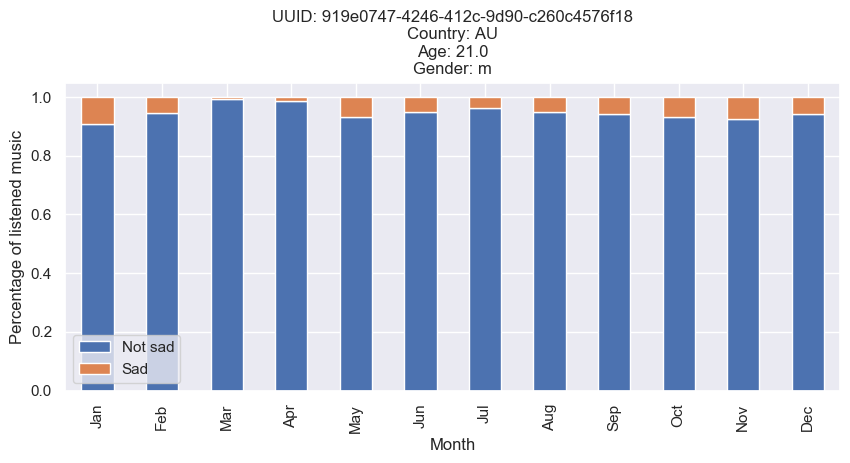 UUID: 919e0747-4246-412c-9d90-c260c4576f18
Country: AU
Age: 21.0
Gender: m
Percentage of listened music
1.0
0.8
0.6
0.4
0.2
0.0
Not sad
Sad
Jan
Feb
Mar
Apr
May
Jun
Jul
Aug
Sep
Oct
Nov
Dec
Month